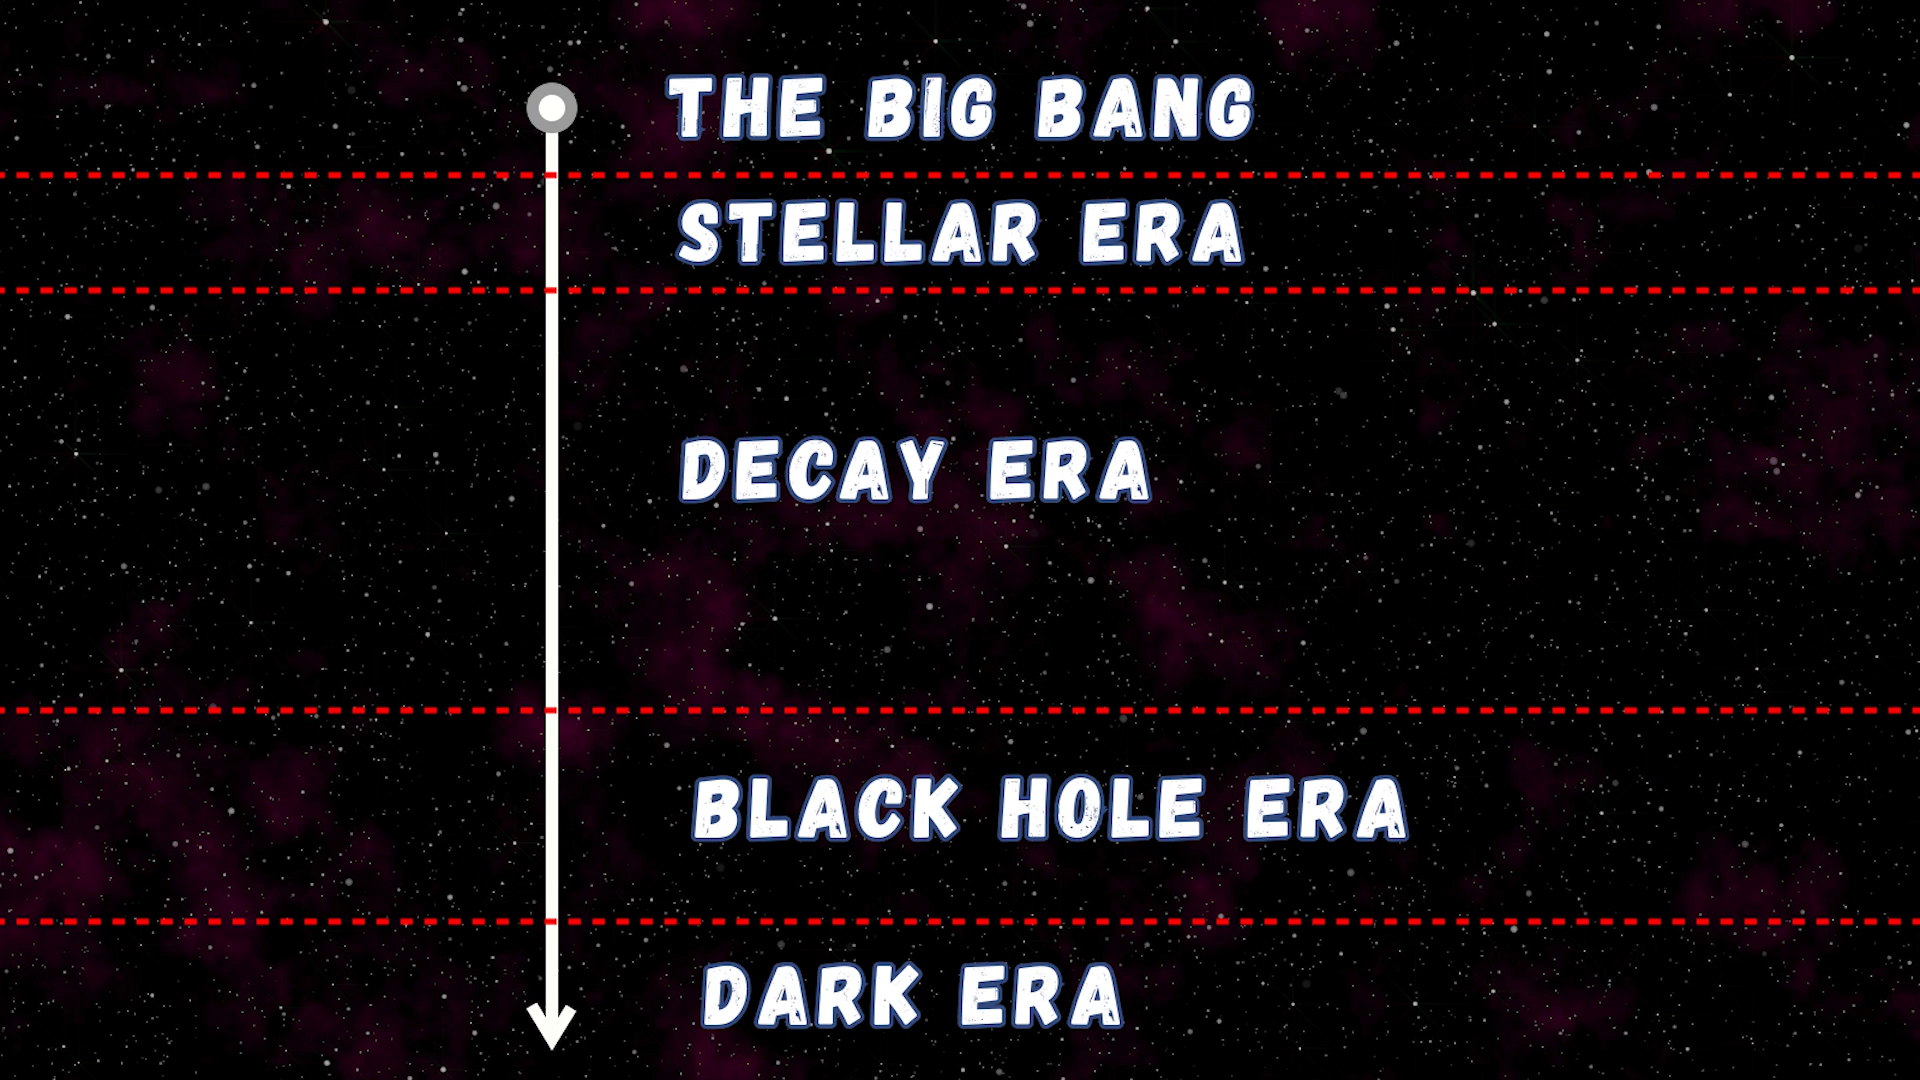 THE BIG BANG
STELLAR ERA
DECAY ERA
BLACK HOLE ERA
DARK ERA